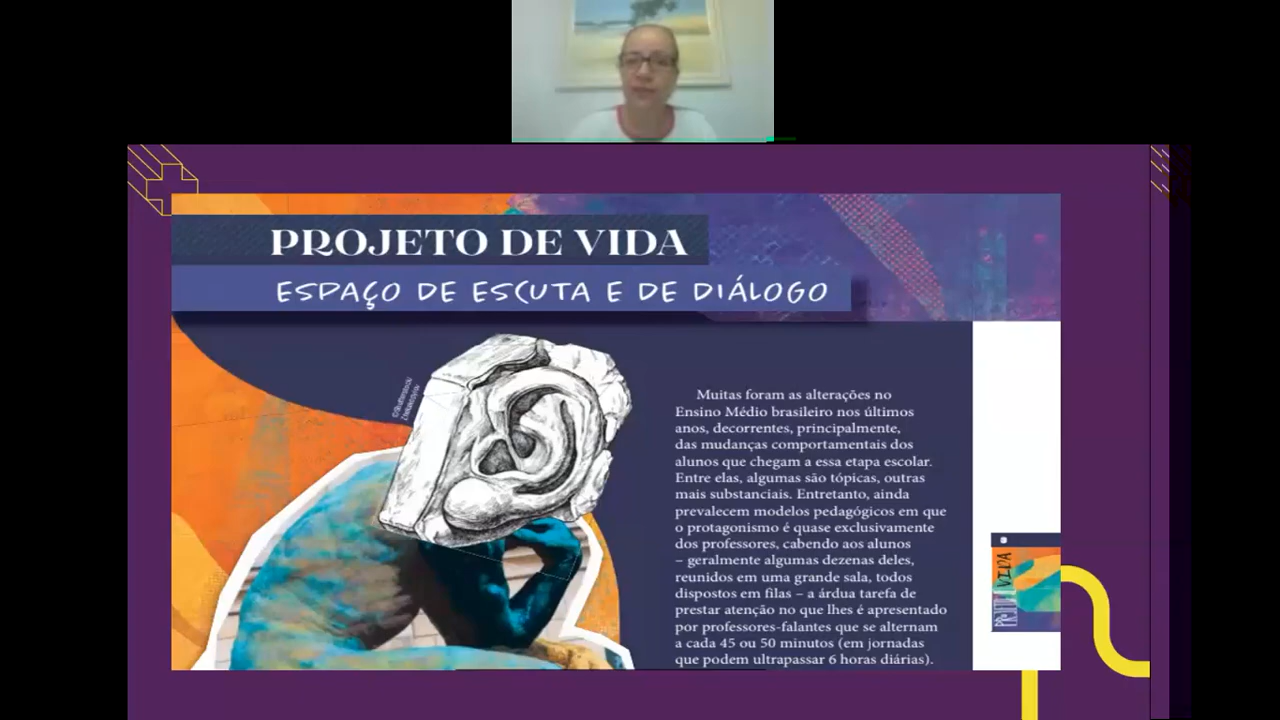 PROJETO DE VIDA
ESPAÇO DE ESCUTA E DE DIÁLOGO
Muitas foram as alterações no
Ensino Médio brasileiro nos últimos
anos, decorrentes, principalmente,
das mudanças comportamentais dos
alunos que chegam a essa etapa escolar.
Entre elas, algumas são tópicas, outras
mais substanciais. Entretanto, ainda
prevalecem modelos pedagógicos em que
o protagonismo é quase exclusivamente
dos professores, cabendo aos alunos
– geralmente algumas dezenas deles,
reunidos em uma grande sala, todos
dispostos em filas – a árdua tarefa de
prestar atenção no que lhes é apresentado
por professores-falantes que se alternam
a cada 45 ou 50 minutos (em jornadas
que podem ultrapassar 6 horas diárias).
VIDA